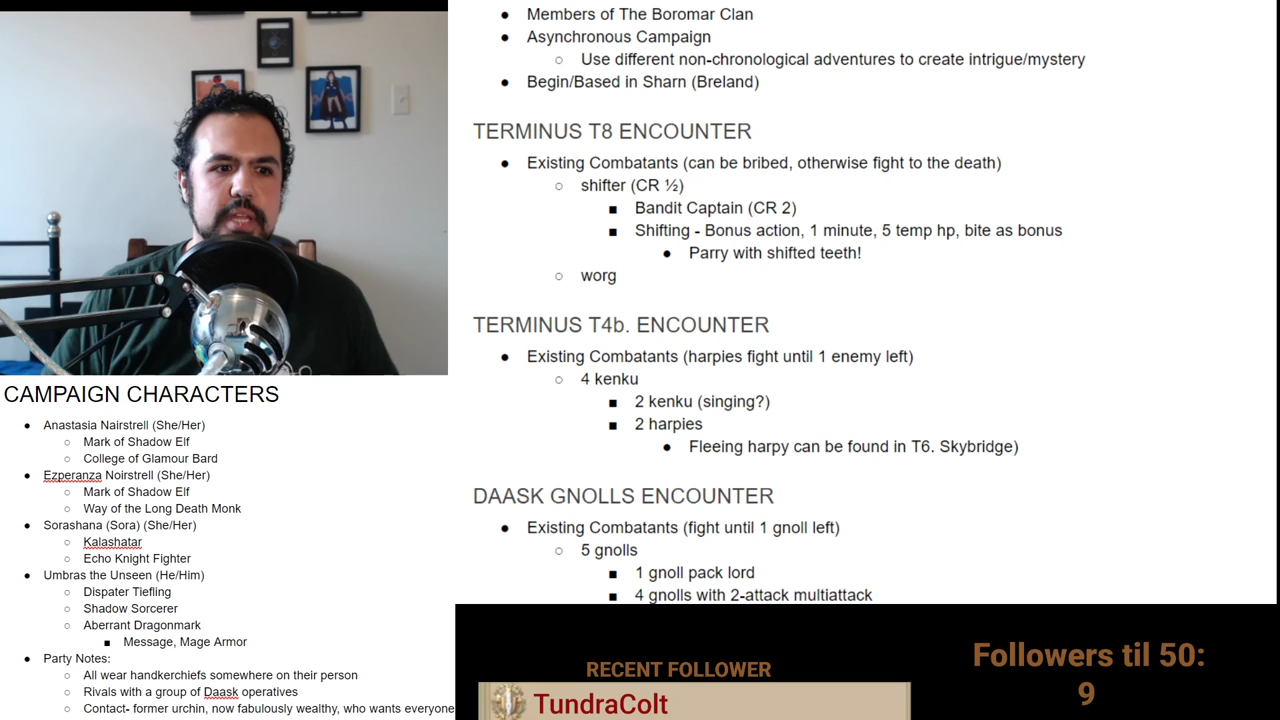 Members of The Boromar Clan
Asynchronous Campaign
Use different non-chronological adventures to create intrigue/mystery
Begin/Based in Sharn (Breland)
TERMINUS T8 ENCOUNTER
Existing Combatants (can be bribed, otherwise fight to the death)
shifter (CR ½)
Bandit Captain (CR 2)
Shifting - Bonus action, 1 minute, 5 temp hp, bite as bonus
Parry with shifted teeth!
worg
TERMINUS T4b. ENCOUNTER
Existing Combatants (harpies fight until 1 enemy left)
4 kenku
2 kenku (singing?)
2 harpies
Fleeing harpy can be found in T6. Skybridge)
DAASK GNOLLS ENCOUNTER
Existing Combatants (fight until 1 gnoll left)
5 gnolls
1 gnoll pack lord
4 gnolls with 2-attack multiattack
CAMPAIGN CHARACTERS
Anastasia Nairstrell (She/Her)
Mark of Shadow Elf
College of Glamour Bard
Ezperanza Noirstrell (She/Her)
Mark of Shadow Elf
Way of the Long Death Monk
Sorashana (Sora) (She/Her)
Kalashatar
Echo Knight Fighter
Umbras the Unseen (He/Him)
Dispater Tiefling
Shadow Sorcerer
Aberrant Dragonmark
Message, Mage Armor
Party Notes:
All wear handkerchiefs somewhere on their person
Rivals with a group of Daask operatives
Contact- former urchin, now fabulously wealthy, who wants everyone
RECENT FOLLOWER
TundraColt
Followers til 50:
9